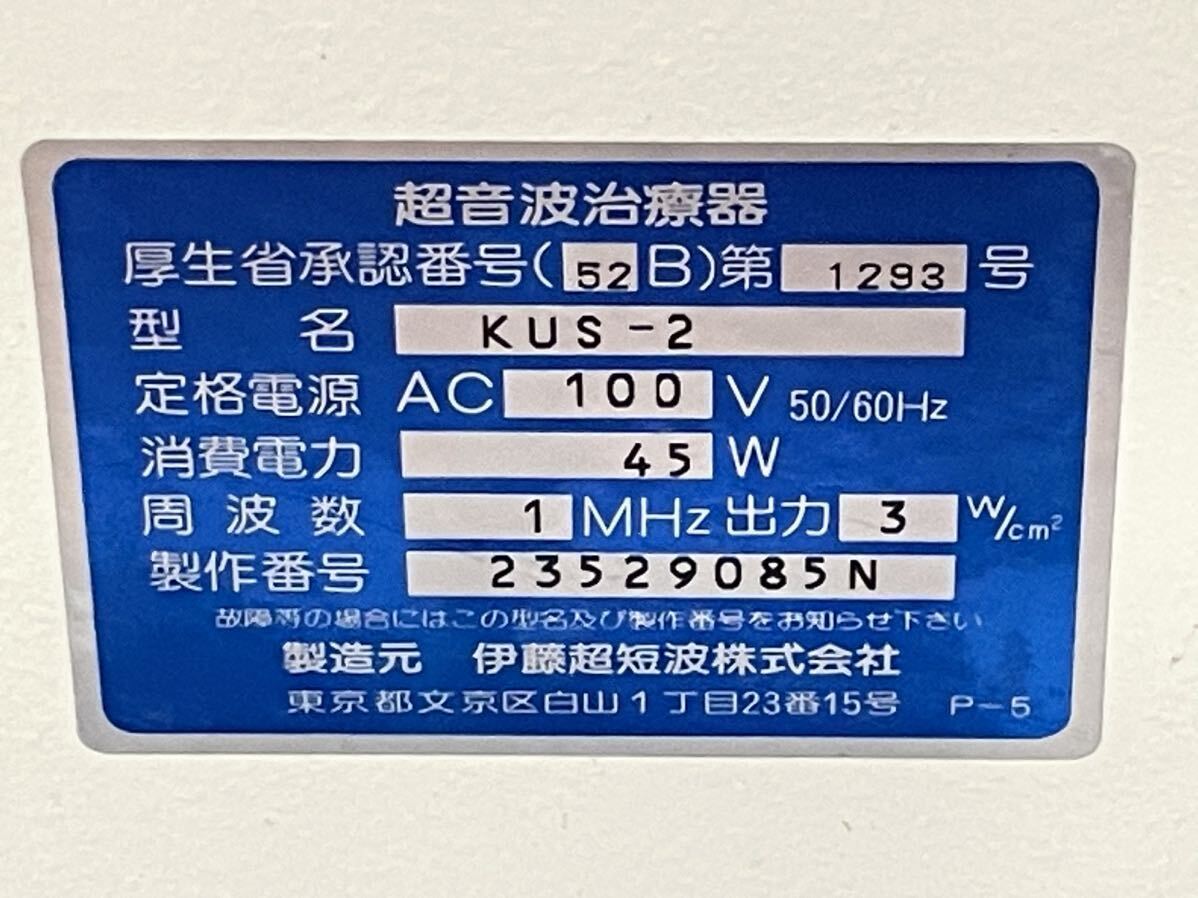 超音波治療器
厚生省承認番号(52B)第1293号
型名 KUS-2
定格電源 AC 100 V 50/60Hz
消費電力 45 W
周波数 1 MHz 出力 3 W/cm²
製作番号 23529085N
故障等の場合にはこの型名及び製作番号をお知らせ下さい
製造元 伊藤超短波株式会社
東京都文京区白山1丁目23番15号 P-5